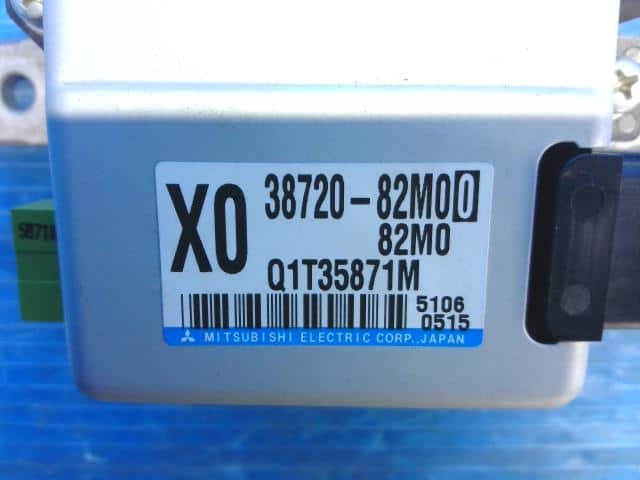 X0
38720-82M00
82M0
Q1T35871M
5106
0515
MITSUBISHI ELECTRIC CORP., JAPAN